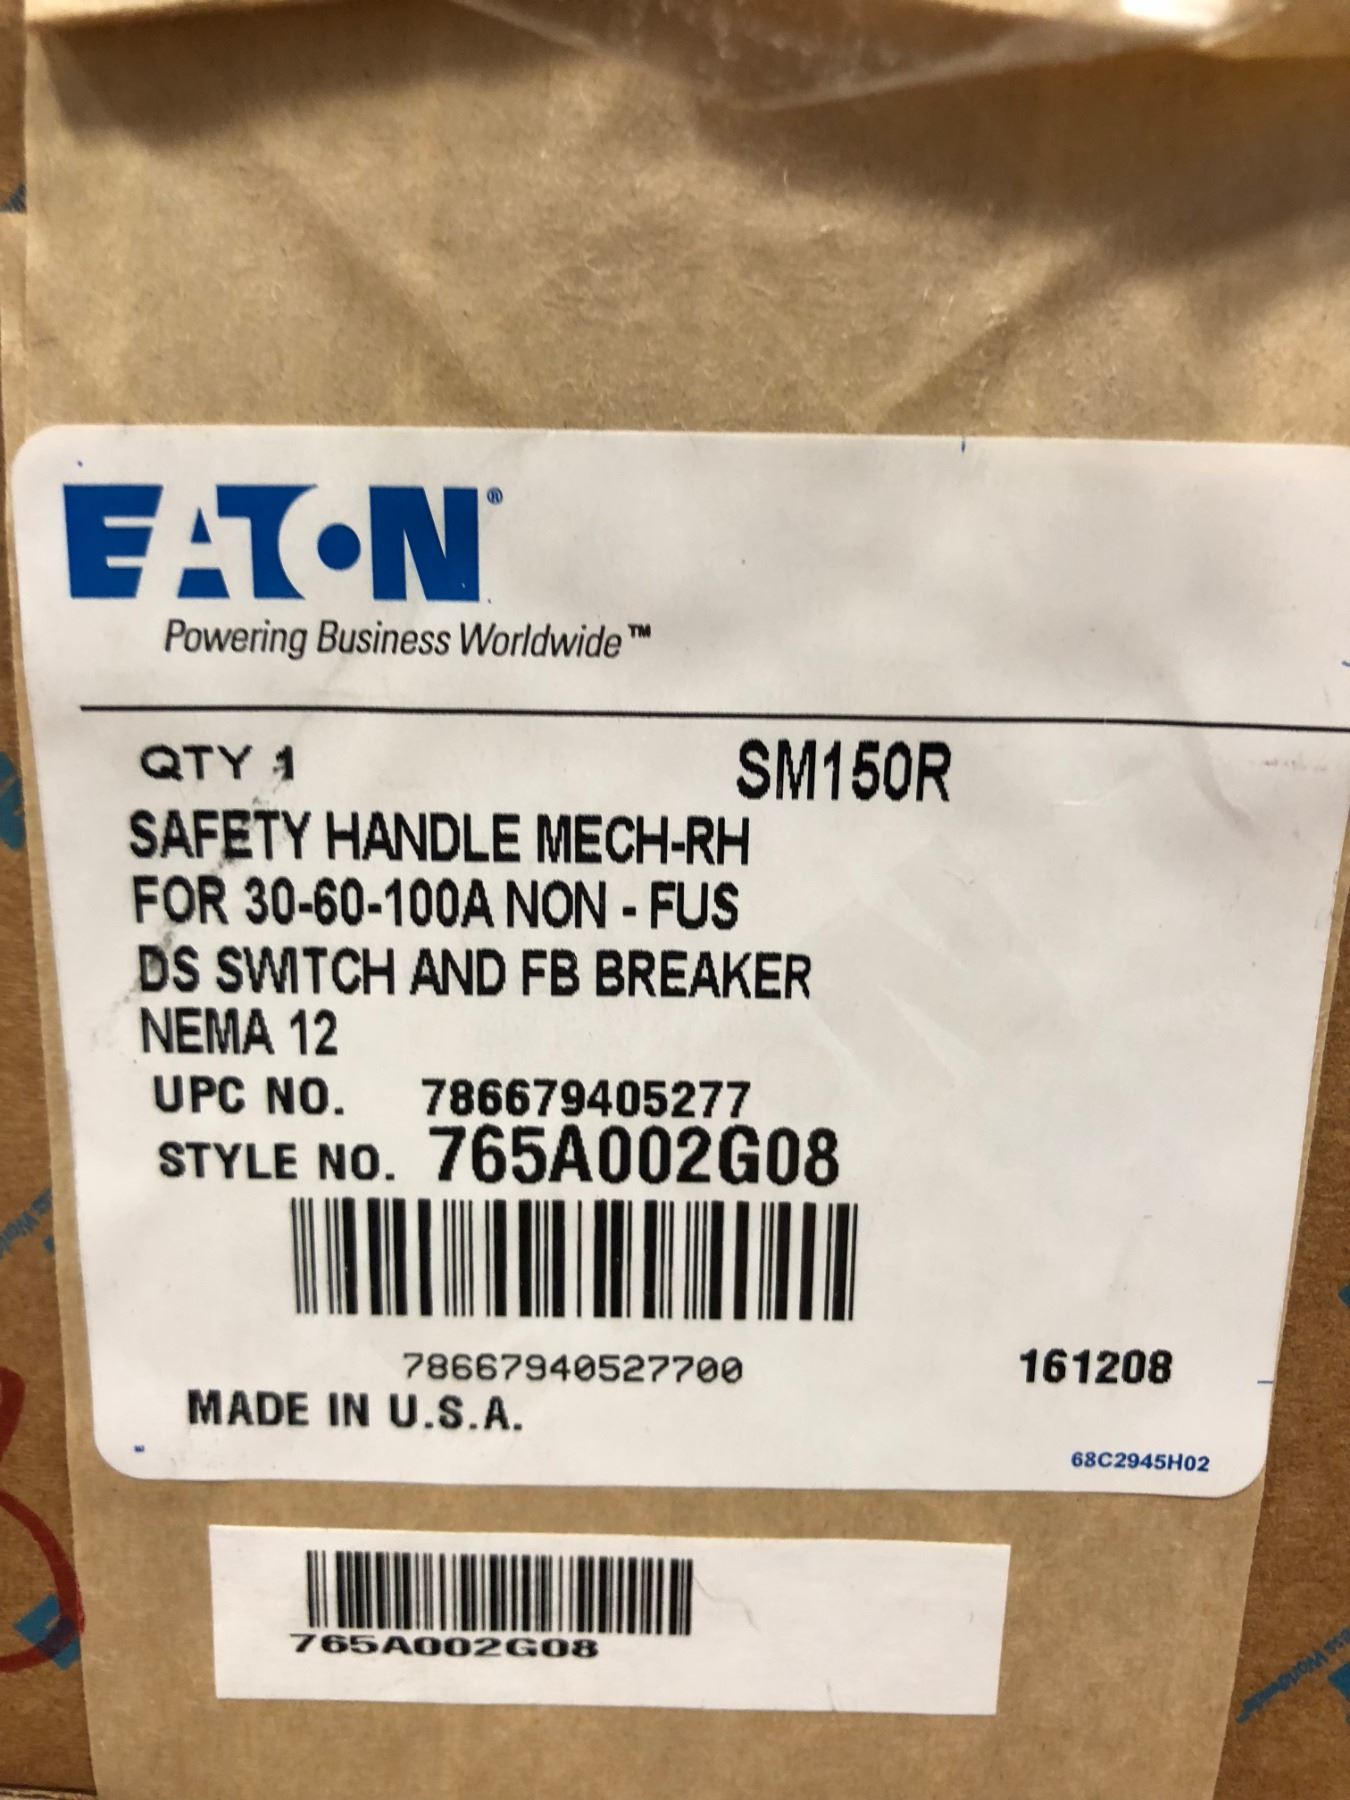 EATON®
Powering Business Worldwide™
QTY 1 SM150R
SAFETY HANDLE MECH-RH
FOR 30-60-100A NON - FUS
DS SWITCH AND FB BREAKER
NEMA 12
UPC NO. 786679405277
STYLE NO. 765A002G08
78667940527700
161208
MADE IN U.S.A.
68C2945H02
765A002G08